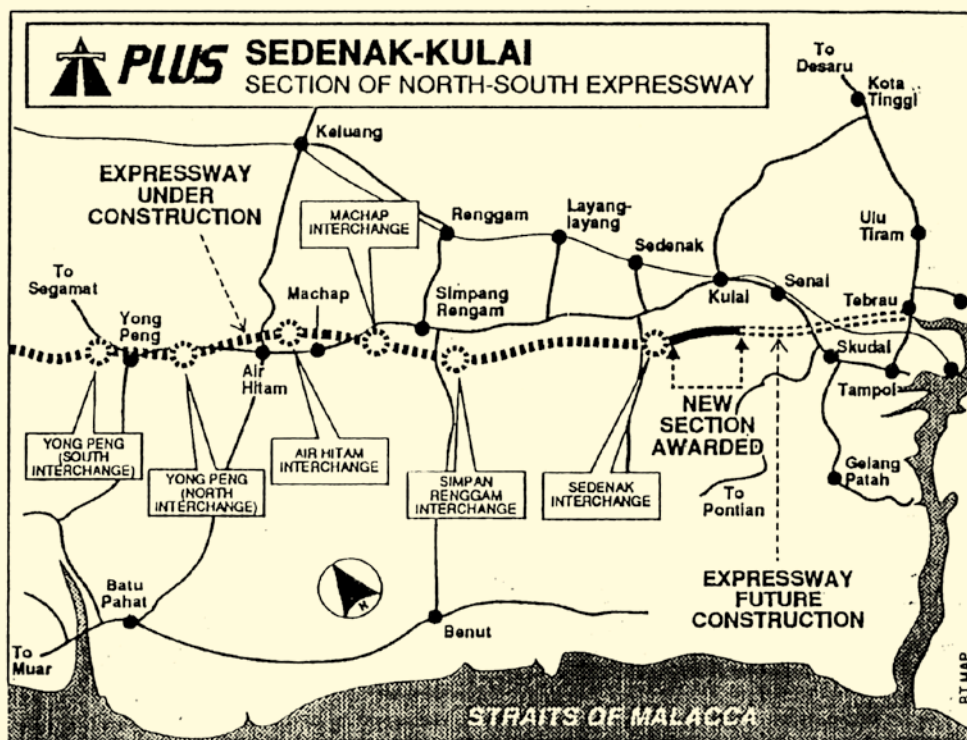 PLUS SEDENAK-KULAI
SECTION OF NORTH-SOUTH EXPRESSWAY
To
Desaru
Kota
Tinggi
Keluang
EXPRESSWAY
UNDER
CONSTRUCTION
MACHAP
INTERCHANGE
Renggam
Layang-
layang
Sedenak
Ulu
Tiram
To
Segamat
Yong
Peng
Machap
Simpang
Rengam
Kulai
Senai
Tebrau
Air
Hitam
Skudai
Tampoi
NEW
SECTION
AWARDED
YONG PENG
(SOUTH
INTERCHANGE)
YONG PENG
(NORTH
INTERCHANGE)
AIR HITAM
INTERCHANGE
SIMPAN
RENGGAM
INTERCHANGE
SEDENAK
INTERCHANGE
To
Pontian
Gelang
Patah
EXPRESSWAY
FUTURE
CONSTRUCTION
Batu
Pahat
N
Benut
To
Muar
STRAITS OF MALACCA
BT MAP